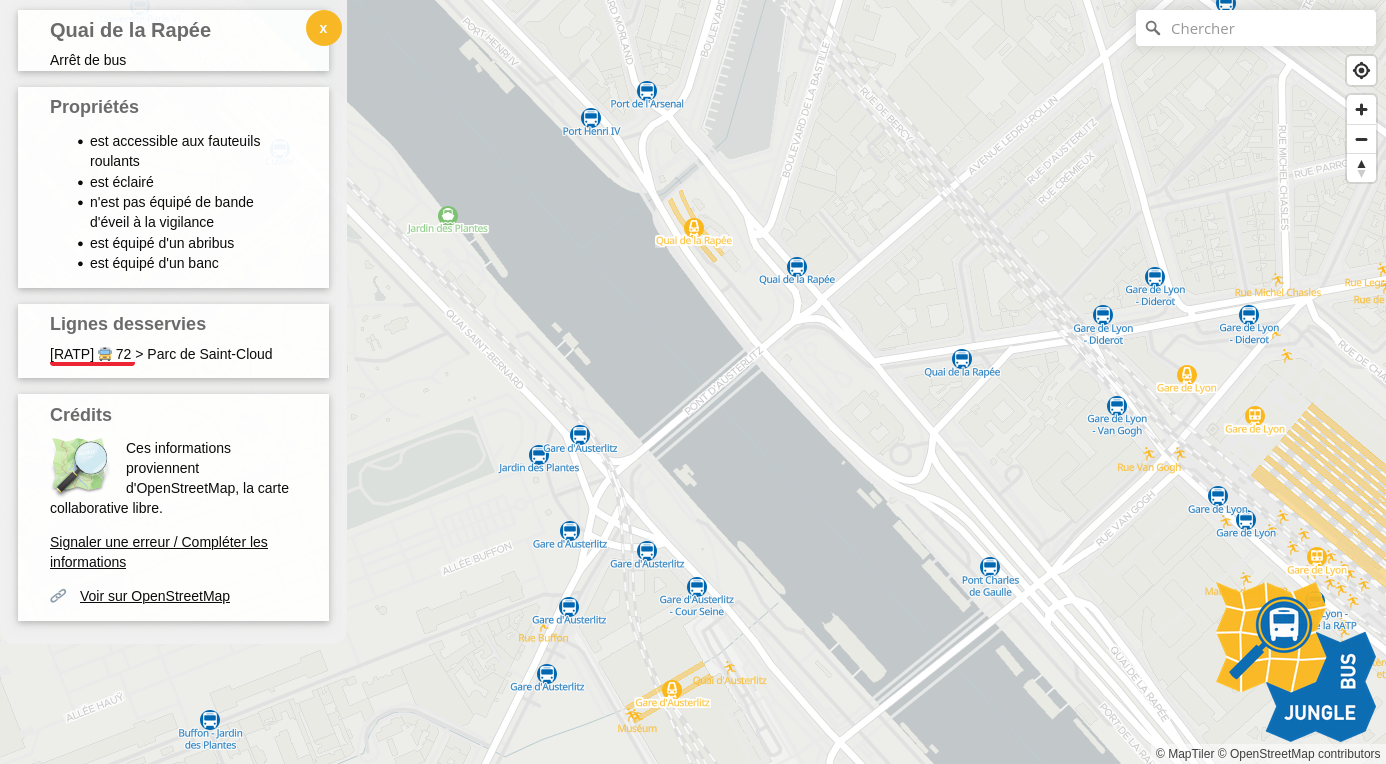 Quai de la Rapée
x
Arrêt de bus
Propriétés
est accessible aux fauteuils
roulants
est éclairé
n'est pas équipé de bande
d'éveil à la vigilance
est équipé d'un abribus
est équipé d'un banc
Lignes desservies
[RATP] 72 > Parc de Saint-Cloud
Crédits
Ces informations
proviennent
d'OpenStreetMap, la carte
collaborative libre.
Signaler une erreur / Compléter les
informations
Voir sur OpenStreetMap
Chercher
PORT HENRI IV
BOULEVARD DE LA BASTILLE
RUE DE BERCY
AVENUE LEDRU-ROLLIN
RUE D'AUSTERLITZ
RUE CRÉMIEUX
RUE MICHEL CHASLES
Port de l'Arsenal
Port Henri IV
Jardin des Plantes
Quai de la Rapée
Quai de la Rapée
Gare de Lyon
- Diderot
Rue Michel Chasles
Gare de Lyon
- Diderot
Gare de Lyon
- Diderot
QUAI SAINT-BERNARD
PONT D'AUSTERLITZ
Quai de la Rapée
Gare de Lyon
Gare de Lyon
- Van Gogh
Gare de Lyon
Gare d'Austerlitz
Jardin des Plantes
Rue Van Gogh
RUE VAN GOGH
Gare de Lyon
Gare de Lyon
Gare d'Austerlitz
ALLÉE BUFFON
Gare d'Austerlitz
Gare de Lyon
Pont Charles
de Gaulle
Gare d'Austerlitz
- Cour Seine
Gare d'Austerlitz
Rue Buffon
Gare d'Austerlitz
Quai d'Austerlitz
Gare d'Austerlitz
Muséum
QUAI DE LA RAPÉE
ALLÉE HAUŸ
Buffon - Jardin
des Plantes
BUS
JUNGLE
© MapTiler © OpenStreetMap contributors